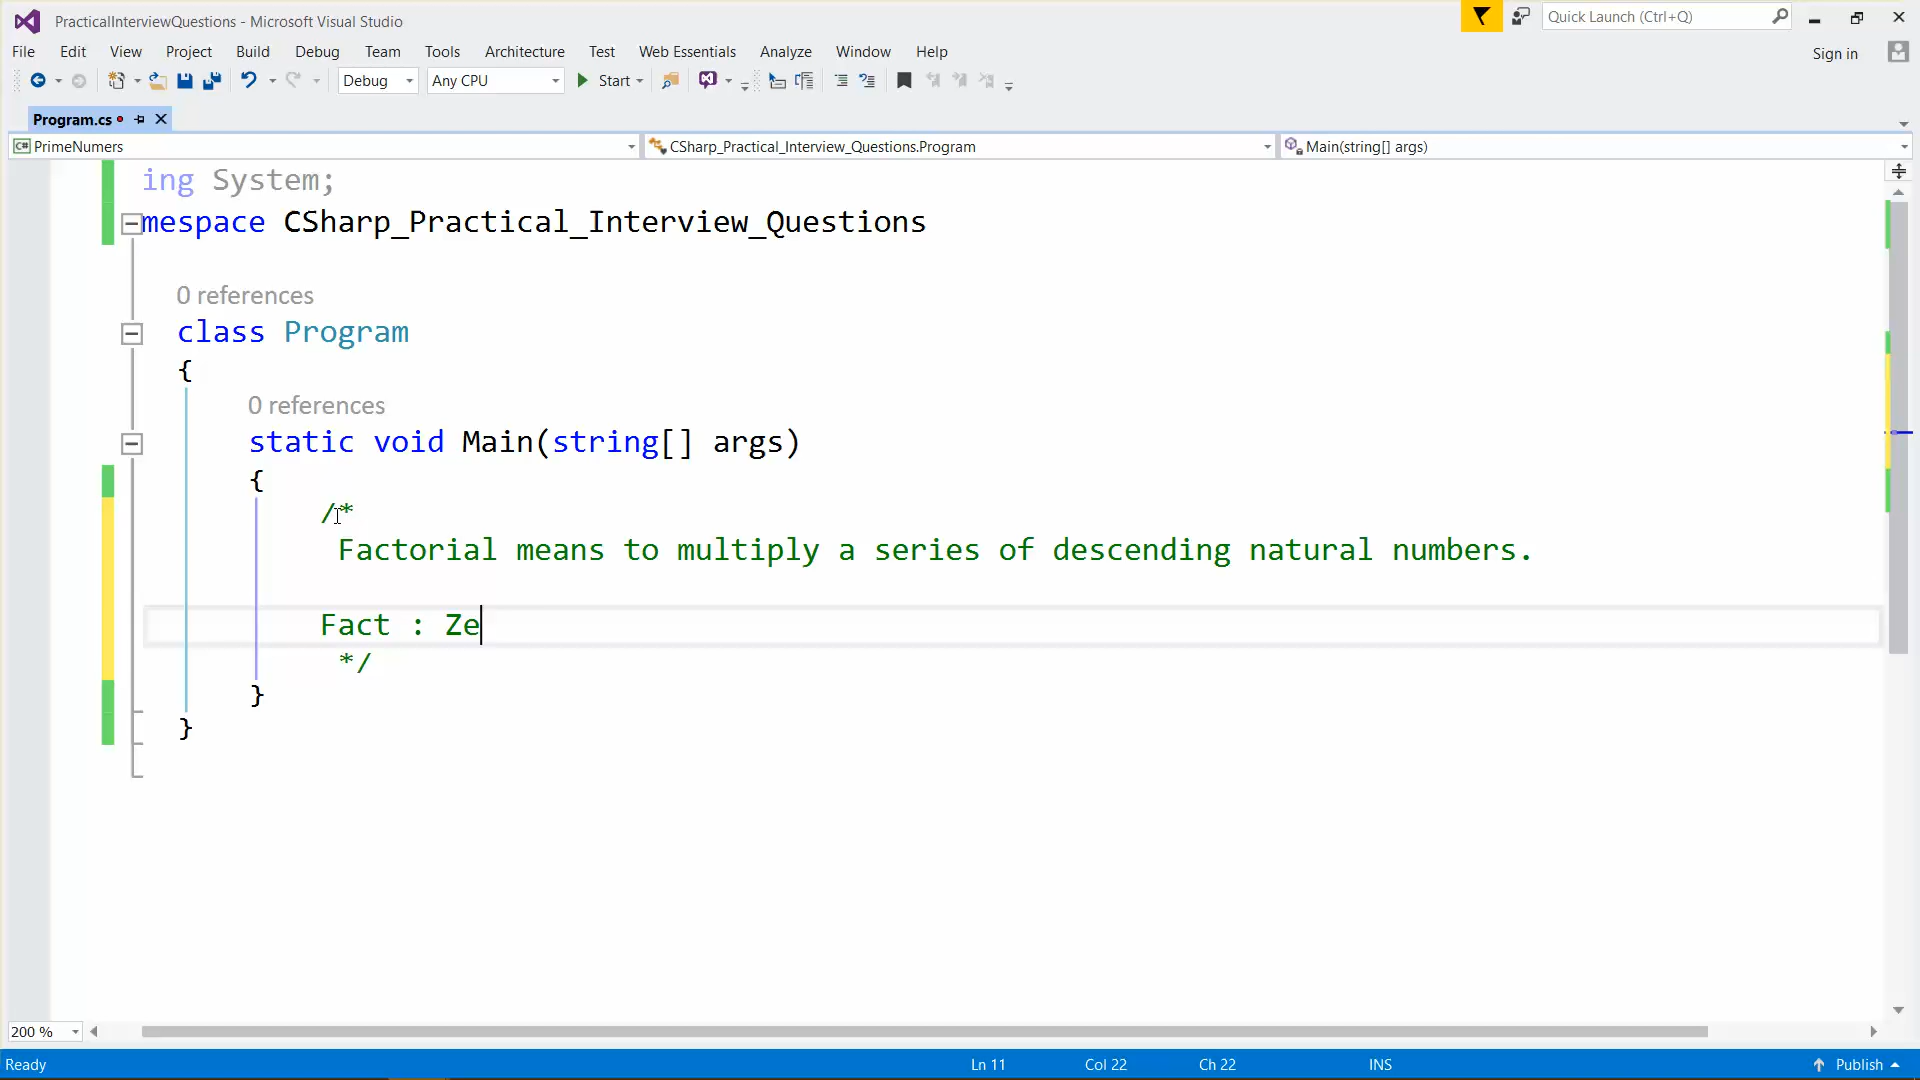 PracticalInterviewQuestions - Microsoft Visual Studio
Quick Launch (Ctrl+Q)
File Edit View Project Build Debug Team Tools Architecture Test Web Essentials Analyze Window Help
Sign in
Debug Any CPU Start
Program.cs
C# PrimeNumers
CSharp_Practical_Interview_Questions.Program
Main(string[] args)
ing System;
mespace CSharp_Practical_Interview_Questions
0 references
class Program
{
0 references
static void Main(string[] args)
{
/*
Factorial means to multiply a series of descending natural numbers.
Fact : Ze
*/
}
}
200 %
Ready Ln 11 Col 22 Ch 22 INS Publish